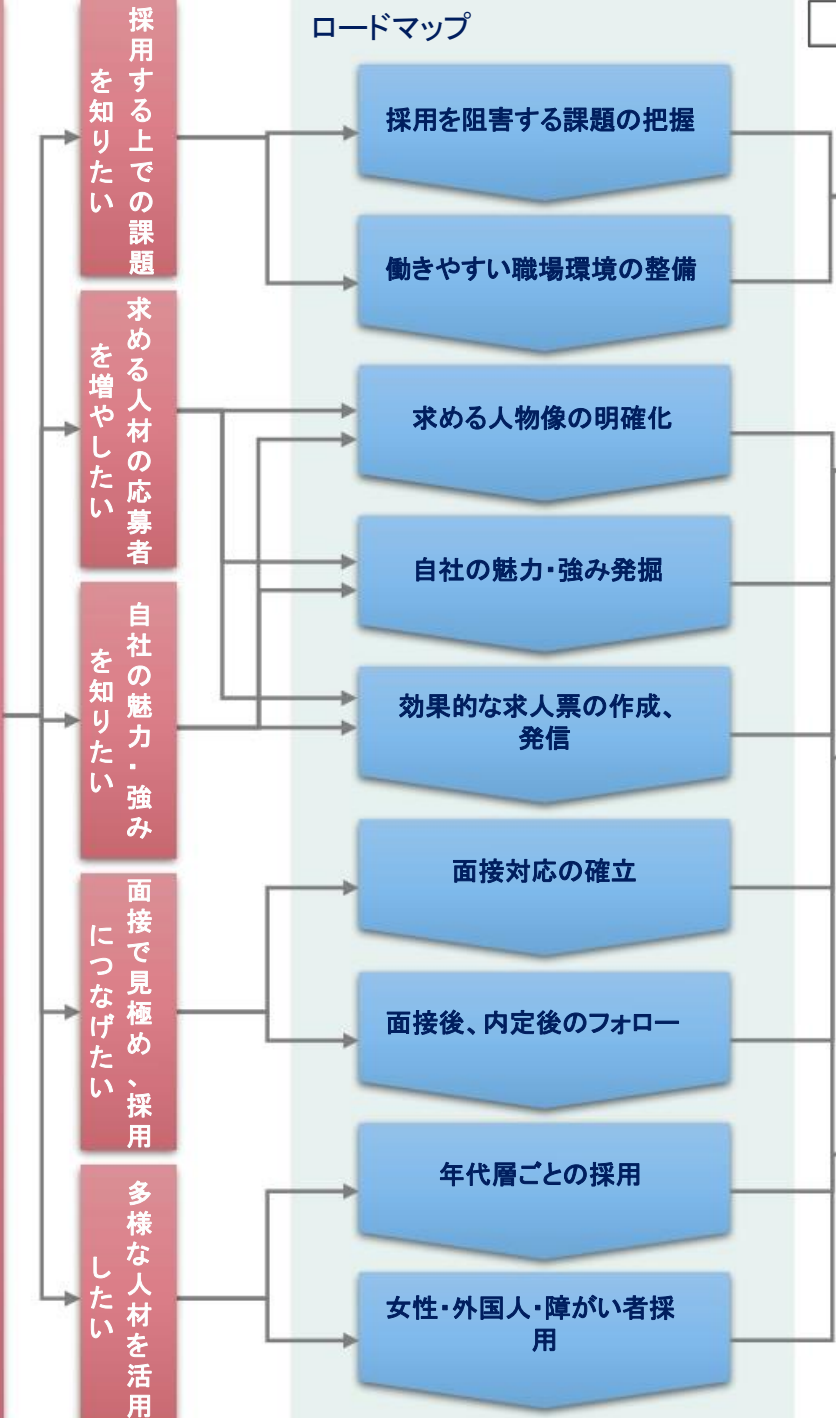 ロードマップ
採用する上での課題
を知りたい
求める人材の応募者
を増やしたい
自社の魅力・強み
を知りたい
面接で見極め、採用
につなげたい
多様な人材を活用
したい
採用を阻害する課題の把握
働きやすい職場環境の整備
求める人物像の明確化
自社の魅力・強み発掘
効果的な求人票の作成、
発信
面接対応の確立
面接後、内定後のフォロー
年代層ごとの採用
女性・外国人・障がい者採
用